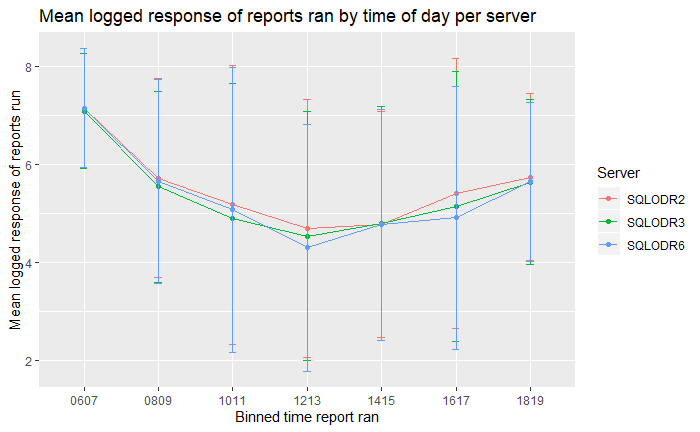 Mean logged response of reports ran by time of day per server
Mean logged response of reports run
8
6
4
2
0607
0809
1011
1213
1415
1617
1819
Binned time report ran
Server
SQLODR2
SQLODR3
SQLODR6